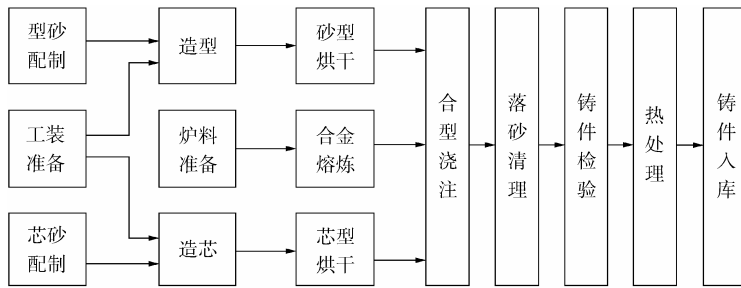 型砂
配制
造型
砂型
烘干
工装
准备
炉料
准备
合金
熔炼
芯砂
配制
造芯
芯型
烘干
合型浇注
落砂清理
铸件检验
热处理
铸件入库